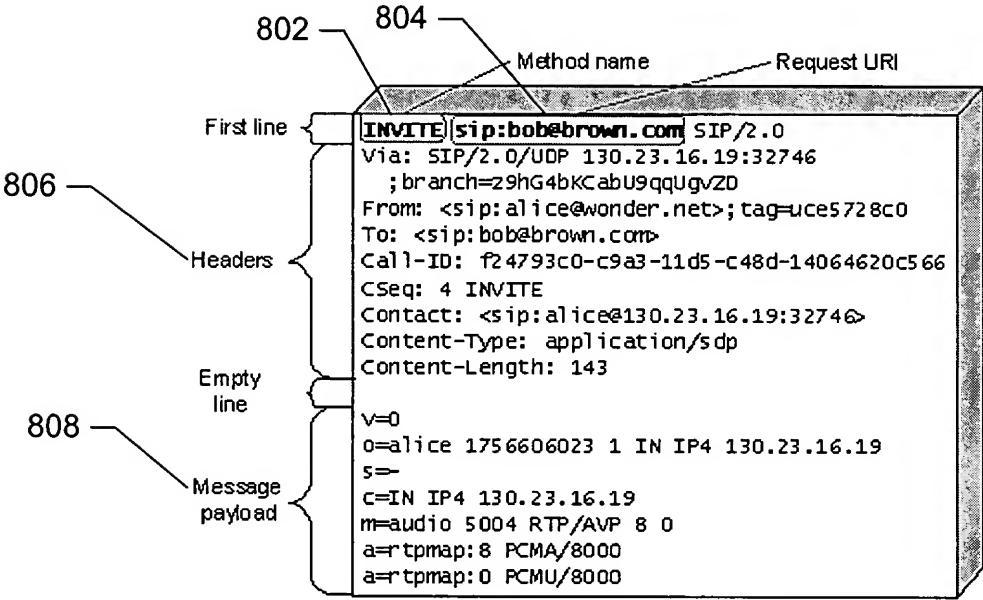 802
804
Method name
Request URI
First line
INVITE sip:bob@brown.com SIP/2.0
Via: SIP/2.0/UDP 130.23.16.19:32746
;branch=z9hG4bKCabU9qqUgvZD
806
From: <sip:alice@wonder.net>;tag=uce5728c0
To: <sip:bob@brown.com>
Headers
Call-ID: f24793c0-c9a3-11d5-c48d-14064620c566
CSeq: 4 INVITE
Contact: <sip:alice@130.23.16.19:32746>
Content-Type: application/sdp
Content-Length: 143
Empty
line
808
v=0
o=alice 1756606023 1 IN IP4 130.23.16.19
s=-
Message
payload
c=IN IP4 130.23.16.19
m=audio 5004 RTP/AVP 8 0
a=rtpmap:8 PCMA/8000
a=rtpmap:0 PCMU/8000